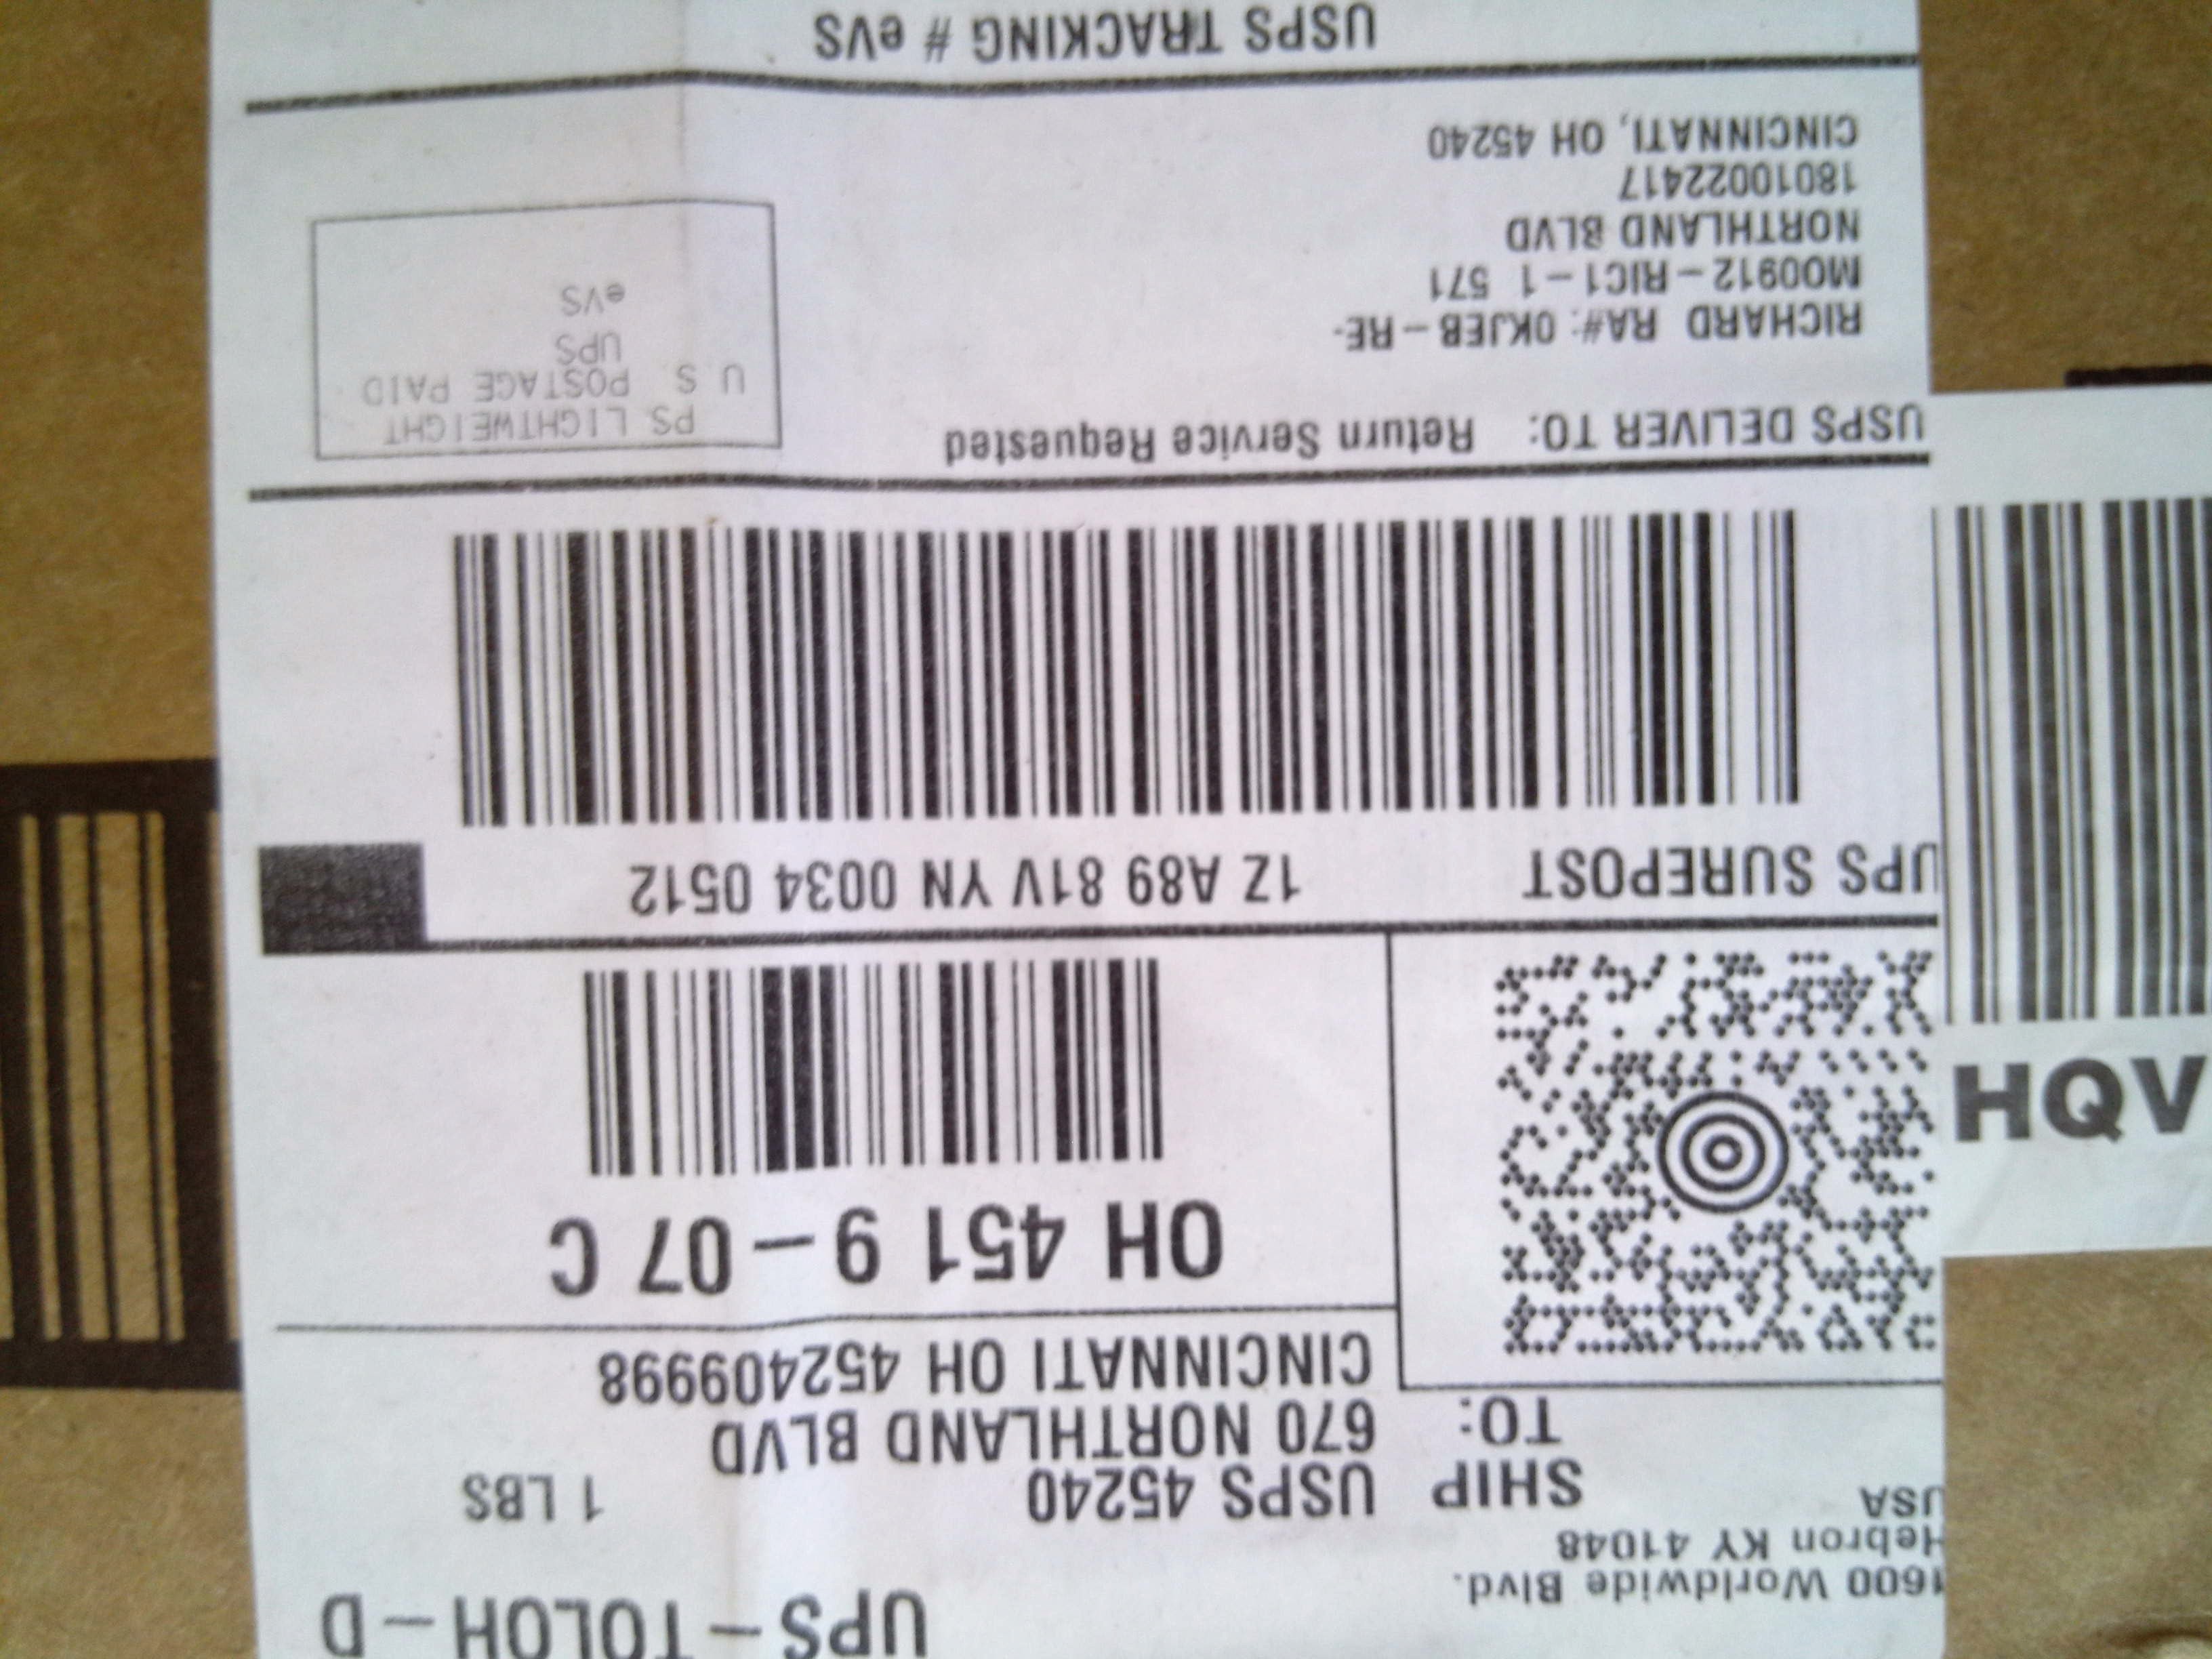 UPS - TOLOH - D
1600 Worldwide Blvd.
Hebron KY 41048
USA
1 LBS
SHIP
TO:
USPS 45240
670 NORTHLAND BLVD
CINCINNATI OH 452409998
OH 451 9 - 07 C
UPS SUREPOST
1Z A89 81V YN 0034 0512
USPS DELIVER TO: Return Service Requested
RICHARD RA#: 0KJEB - RE-
M00912 - RIC1 - 1 571
NORTHLAND BLVD
18010022417
CINCINNATI, OH 45240
PS LIGHTWEIGHT
U S POSTAGE PAID
UPS
eVS
USPS TRACKING # eVS
HQV